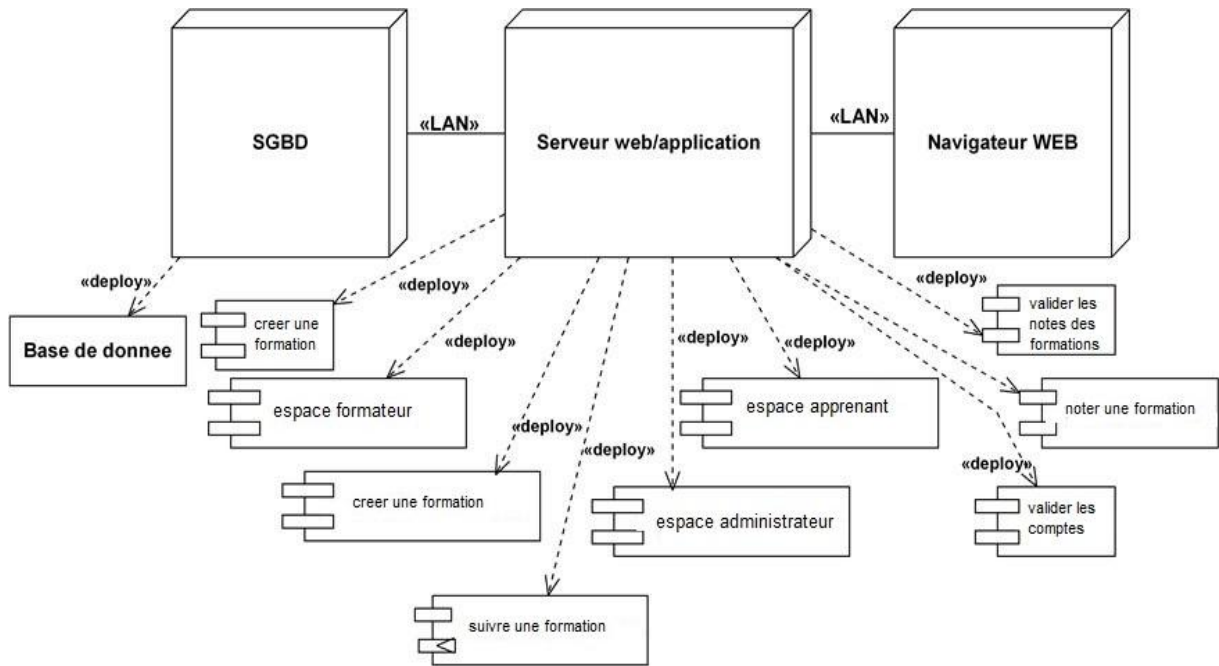 SGBD
«LAN»
Serveur web/application
«LAN»
Navigateur WEB
«deploy»
«deploy»
«deploy»
«deploy»
«deploy»
creer une
formation
valider les
notes des
formations
Base de donnee
espace formateur
espace apprenant
noter une formation
«deploy»
«deploy»
«deploy»
creer une formation
espace administrateur
valider les
comptes
suivre une formation